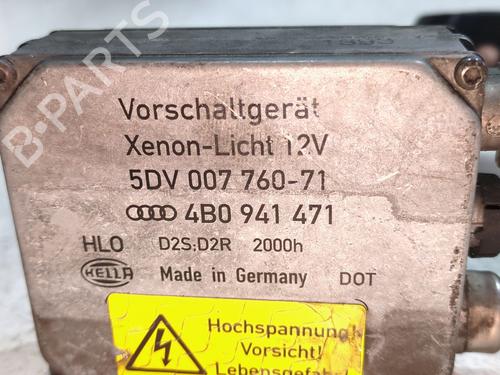 B-PARTS
Vorschaltgerät
Xenon-Licht 12V
5DV 007 760-71
4B0 941 471
HLO D2S;D2R 2000h
HELLA Made in Germany DOT
Hochspannung!
Vorsicht!
Lebensgefahr!